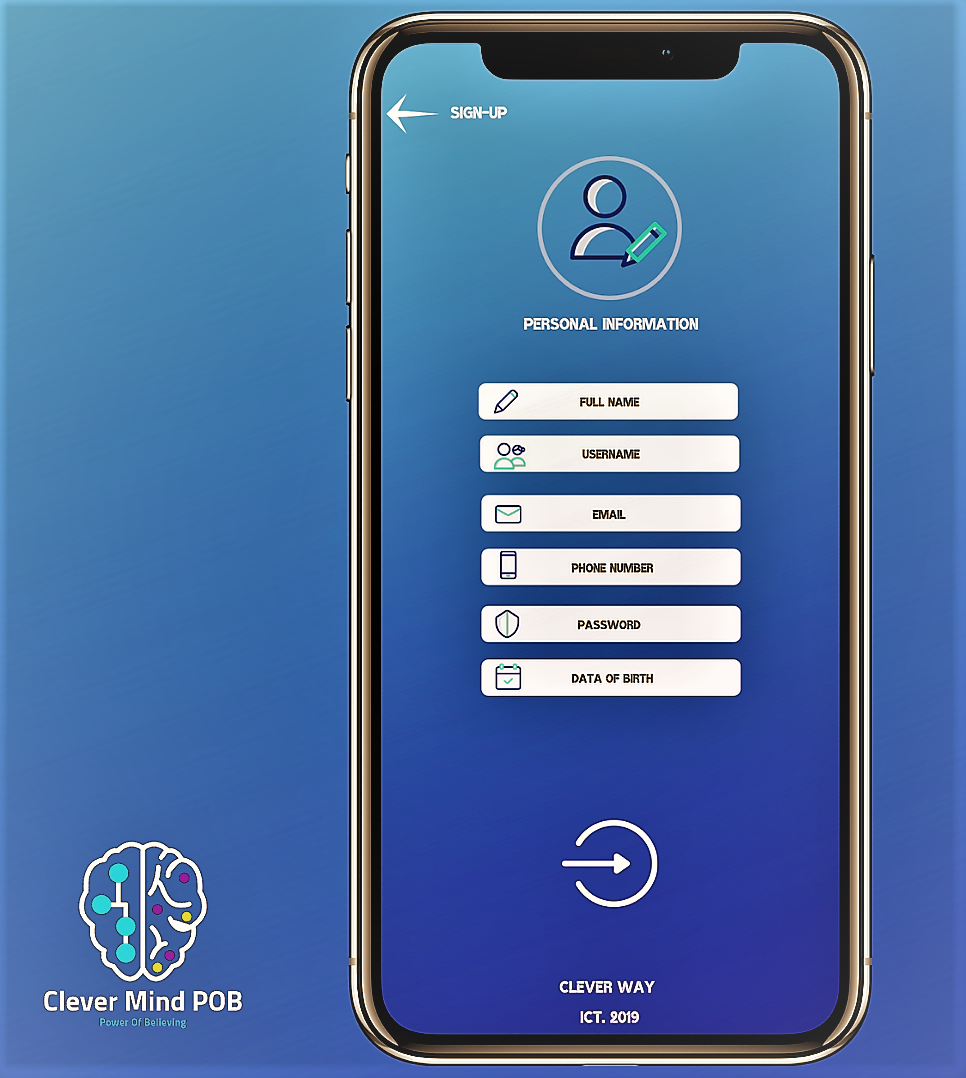 SIGN-UP
PERSONAL INFORMATION
FULL NAME
USERNAME
EMAIL
PHONE NUMBER
PASSWORD
DATA OF BIRTH
CLEVER WAY
ICT. 2019
Clever Mind POB
Power Of Believing